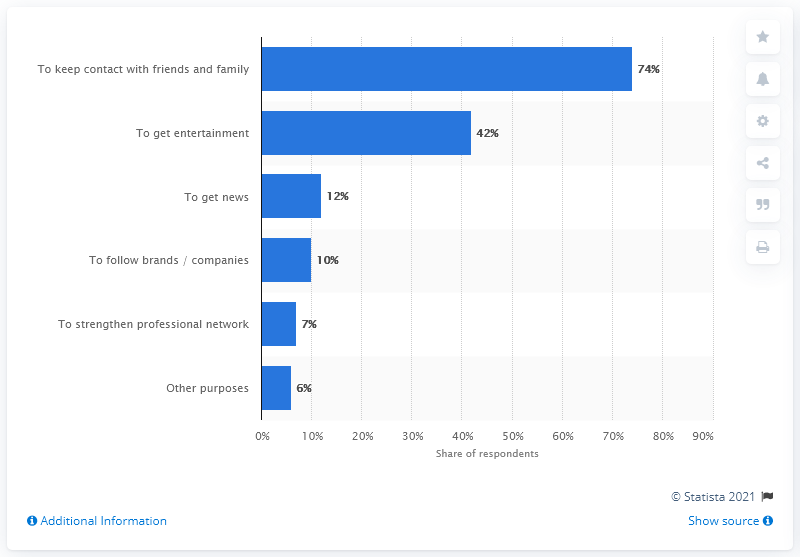 To keep contact with friends and family 74%
To get entertainment 42%
To get news 12%
To follow brands / companies 10%
To strengthen professional network 7%
Other purposes 6%
0% 10% 20% 30% 40% 50% 60% 70% 80% 90%
Share of respondents
© Statista 2021
Additional Information Show source